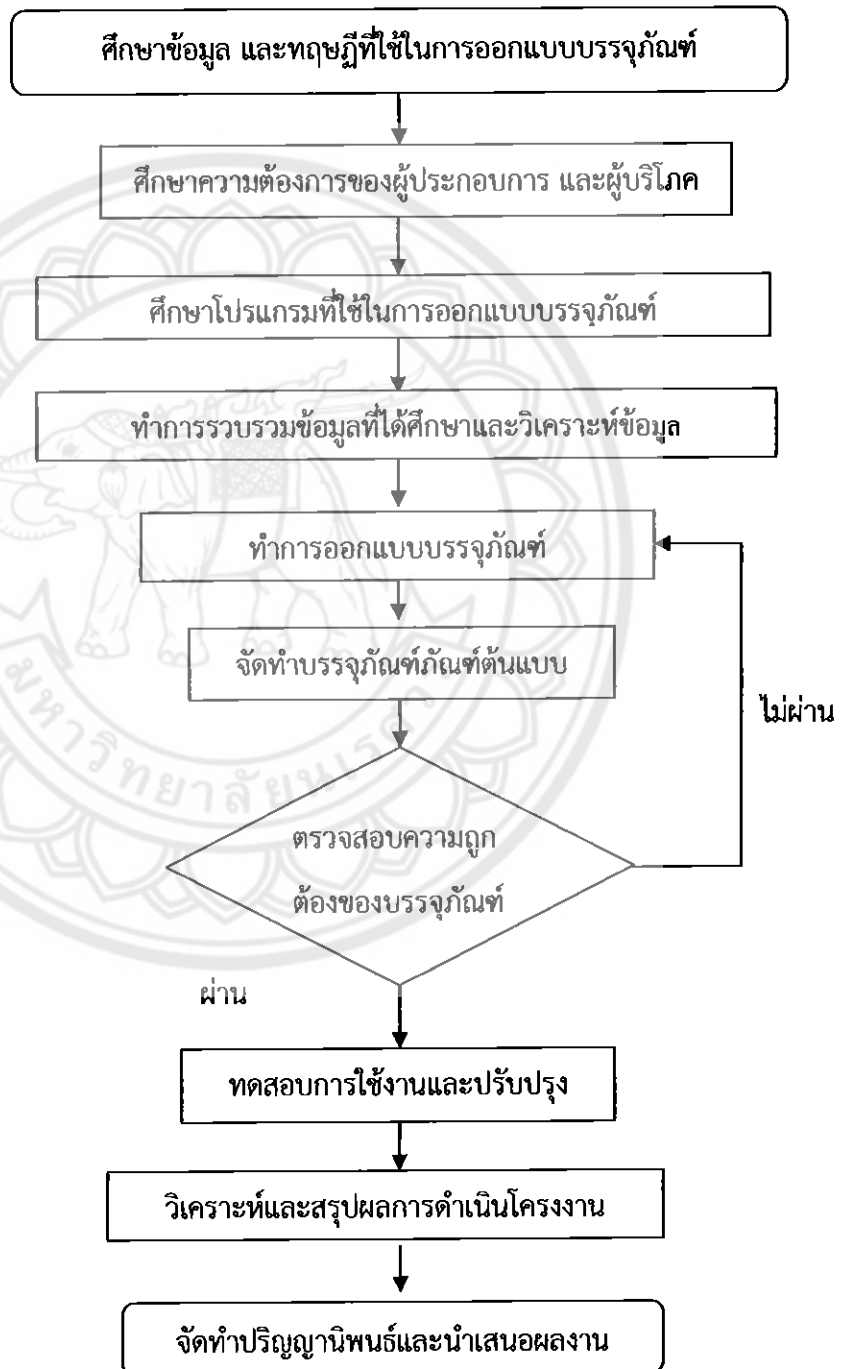 ศึกษาข้อมูล และทฤษฎีที่ใช้ในการออกแบบบรรจุภัณฑ์
ศึกษาความต้องการของผู้ประกอบการ และผู้บริโภค
ศึกษาโปรแกรมที่ใช้ในการออกแบบบรรจุภัณฑ์
ทำการรวบรวมข้อมูลที่ได้ศึกษาและวิเคราะห์ข้อมูล
ทำการออกแบบบรรจุภัณฑ์
จัดทำบรรจุภัณฑ์ภัณฑ์ต้นแบบ
ไม่ผ่าน
ตรวจสอบความถูก
ต้องของบรรจุภัณฑ์
ผ่าน
ทดสอบการใช้งานและปรับปรุง
วิเคราะห์และสรุปผลการดำเนินโครงงาน
จัดทำปริญญานิพนธ์และนำเสนอผลงาน
มหาวิทยาลัยนเรศวร